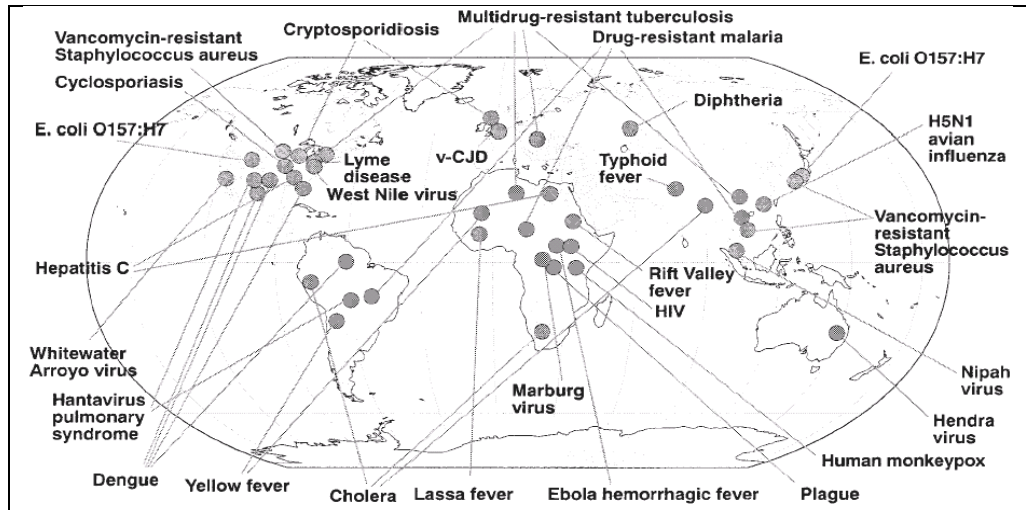 Multidrug-resistant tuberculosis
Cryptosporidiosis
Drug-resistant malaria
Vancomycin-resistant
Staphylococcus aureus
E. coli O157:H7
Cyclosporiasis
Diphtheria
E. coli O157:H7
H5N1
avian
influenza
Lyme
disease
v-CJD
Typhoid
fever
West Nile virus
Vancomycin-
resistant
Staphylococcus
aureus
Hepatitis C
Rift Valley
fever
HIV
Whitewater
Arroyo virus
Nipah
virus
Marburg
virus
Hantavirus
pulmonary
syndrome
Hendra
virus
Human monkeypox
Dengue
Yellow fever
Cholera
Lassa fever
Ebola hemorrhagic fever
Plague